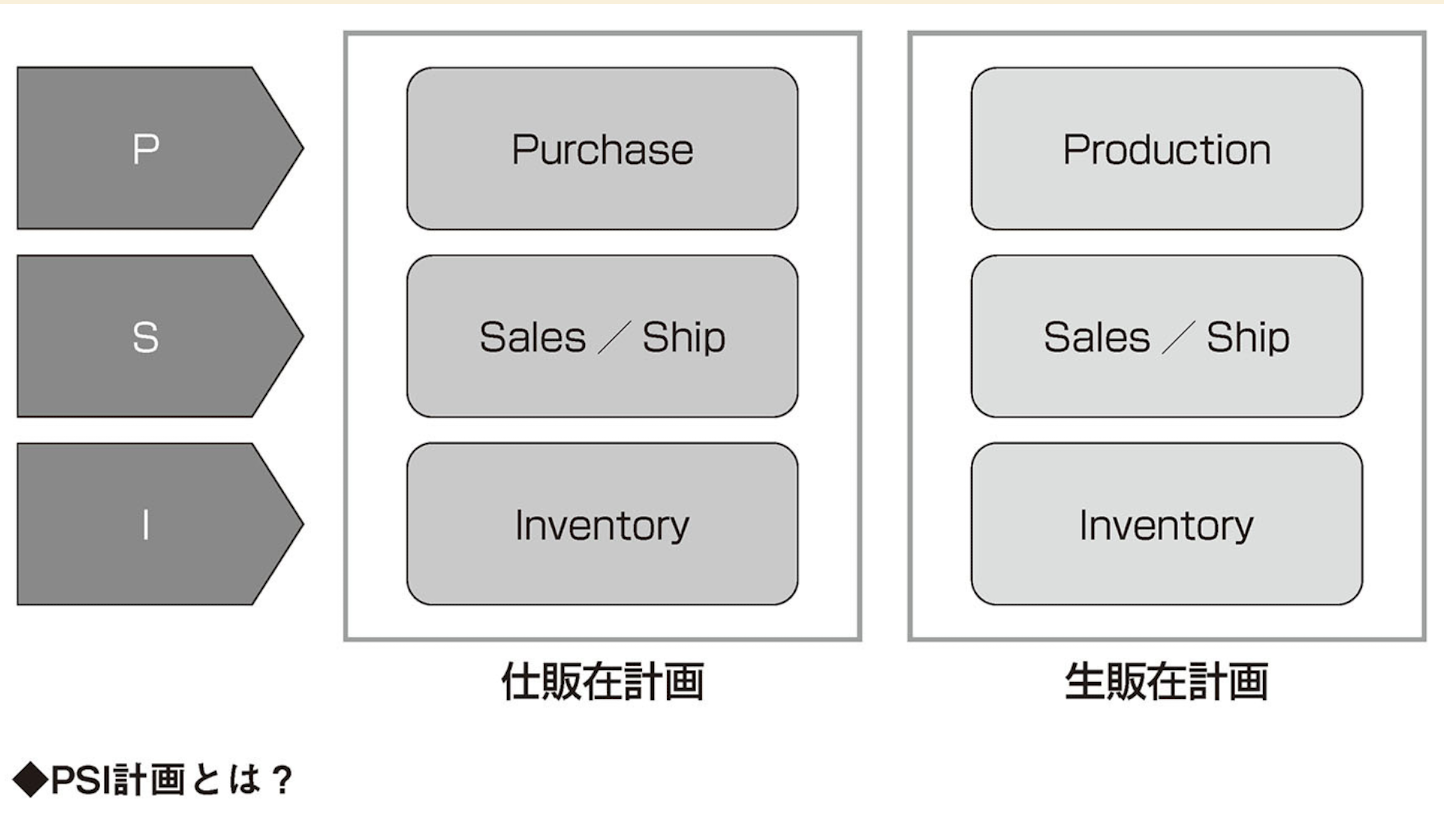 P
Purchase
Production
S
Sales／Ship
Sales／Ship
I
Inventory
Inventory
仕販在計画
生販在計画
◆PSI計画とは？